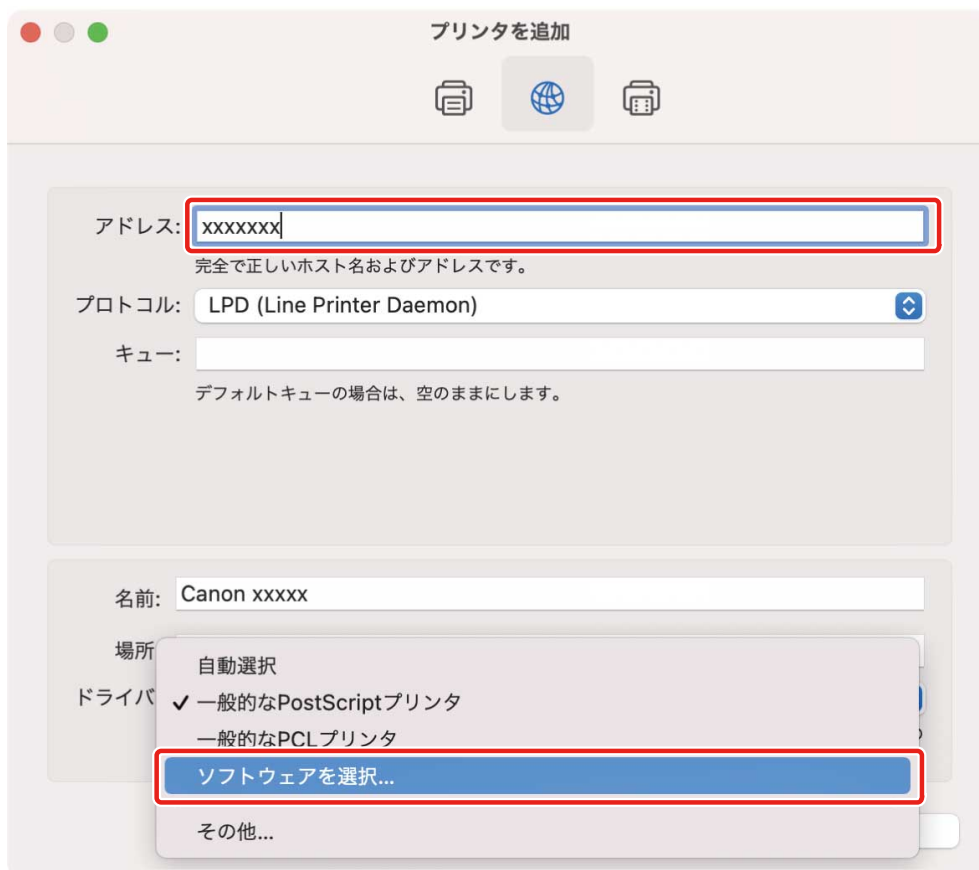 プリンタを追加
アドレス: xxxxxxx
完全で正しいホスト名およびアドレスです。
プロトコル: LPD (Line Printer Daemon)
キュー:
デフォルトキューの場合は、空のままにします。
名前: Canon xxxxx
場所
自動選択
ドライバ ✓ 一般的なPostScriptプリンタ
一般的なPCLプリンタ
ソフトウェアを選択...
その他...